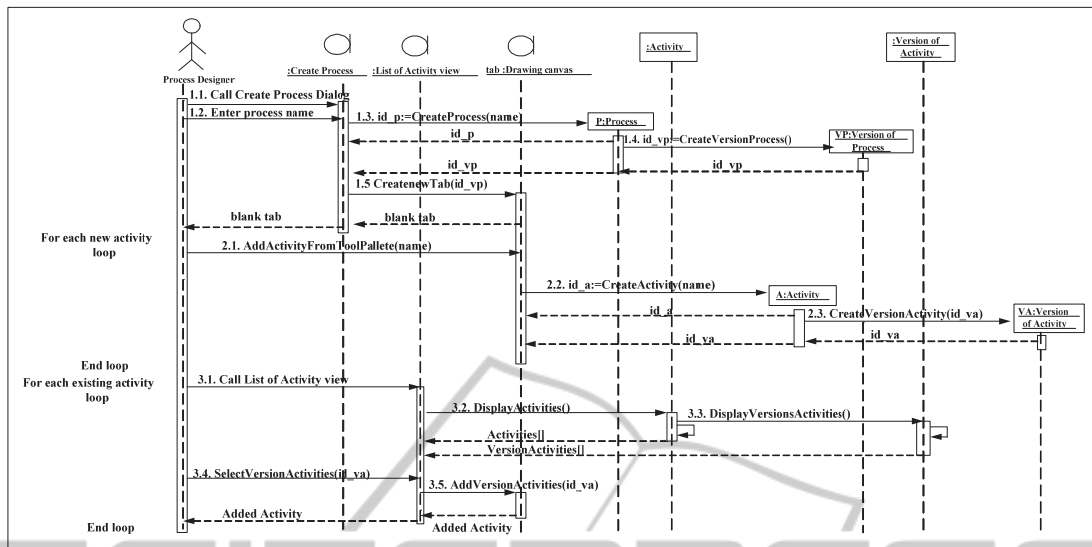 :Activity
:Version of
Activity
Process Designer
:Create Process
:List of Activity view
tab :Drawing canvas
1.1. Call Create Process Dialog
1.2. Enter process name
1.3. id_p:=CreateProcess(name)
P:Process
id_p
1.4. id_vp:=CreateVersionProcess()
VP:Version of
Process
id_vp
id_vp
1.5 CreatenewTab(id_vp)
blank tab
blank tab
For each new activity
loop
2.1. AddActivityFromToolPallete(name)
2.2. id_a:=CreateActivity(name)
A:Activity
id_a
2.3. CreateVersionActivity(id_va)
VA:Version
of Activity
id_va
id_va
End loop
For each existing activity
loop
3.1. Call List of Activity view
3.2. DisplayActivities()
3.3. DisplayVersionsActivities()
Activities[]
VersionActivities[]
3.4. SelectVersionActivities(id_va)
3.5. AddVersionActivities(id_va)
Added Activity
Added Activity
End loop